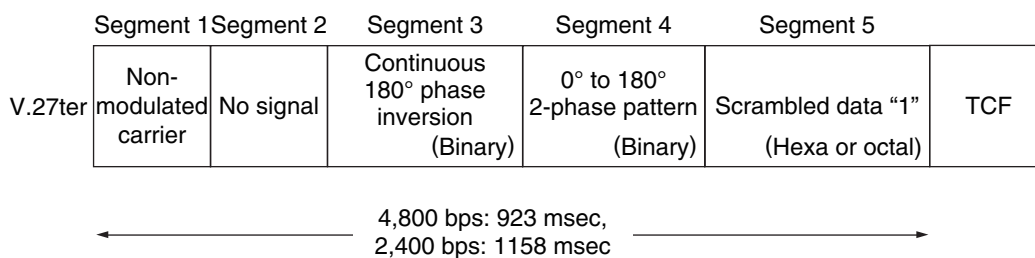 Segment 1 Segment 2 Segment 3 Segment 4 Segment 5
V.27ter
Non-
modulated
carrier
No signal
Continuous
180° phase
inversion
(Binary)
0° to 180°
2-phase pattern
(Binary)
Scrambled data “1”
(Hexa or octal)
TCF
4,800 bps: 923 msec,
2,400 bps: 1158 msec